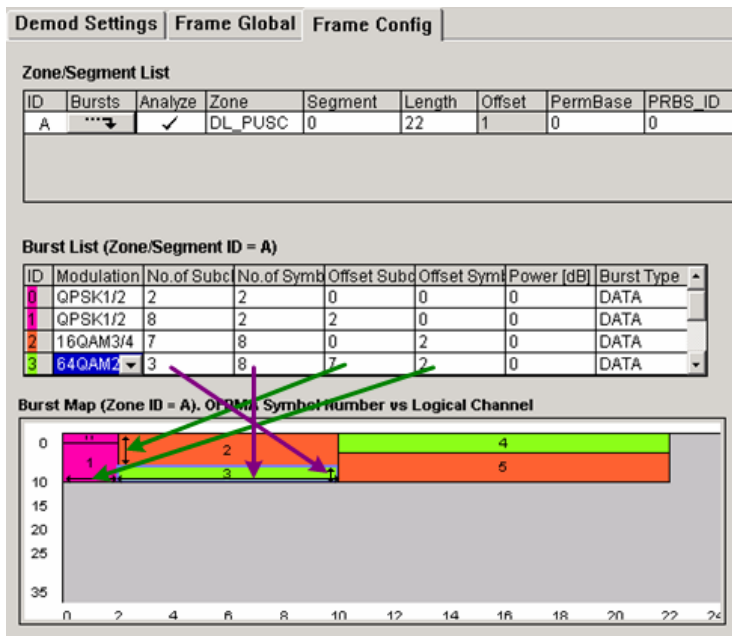 Demod Settings Frame Global Frame Config
Zone/Segment List
ID Bursts Analyze Zone Segment Length Offset PermBase PRBS_ID
A DL_PUSC 0 22 1 0 0
Burst List (Zone/Segment ID = A)
ID Modulation No.of Subcl No.of Symb Offset Subc Offset Symb Power [dB] Burst Type
0 QPSK1/2 2 2 0 0 0 DATA
1 QPSK1/2 8 2 2 0 0 DATA
2 16QAM3/4 7 8 0 2 0 DATA
3 64QAM2 3 8 7 2 0 DATA
Burst Map (Zone ID = A). OFDMA Symbol Number vs Logical Channel
0 2 4
1 3 5
10
15
20
25
35
0 2 4 6 8 10 12 14 16 18 20 22 24